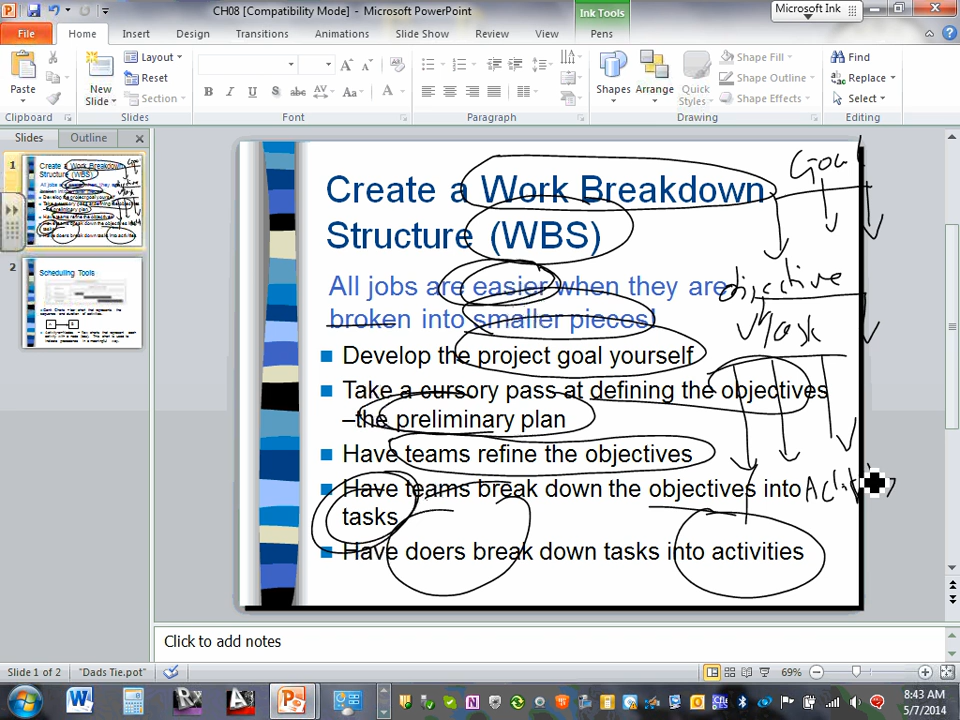 CH08 [Compatibility Mode] - Microsoft PowerPoint
Ink Tools
Microsoft Ink
File Home Insert Design Transitions Animations Slide Show Review View Pens
Paste
Clipboard
New Slide
Layout
Reset
Section
Slides
Font
Paragraph
Shapes
Arrange
Quick Styles
Shape Fill
Shape Outline
Shape Effects
Drawing
Find
Replace
Select
Editing
Slides Outline
1
2
Scheduling Tools
Create a Work Breakdown
Structure (WBS)
All jobs are easier when they are
broken into smaller pieces!
Develop the project goal yourself
Take a cursory pass at defining the objectives
–the preliminary plan
Have teams refine the objectives
Have teams break down the objectives into
tasks
Have doers break down tasks into activities
Goal
objective
Task
Click to add notes
Slide 1 of 2
"Dads Tie.pot"
69%
8:43 AM
5/7/2014